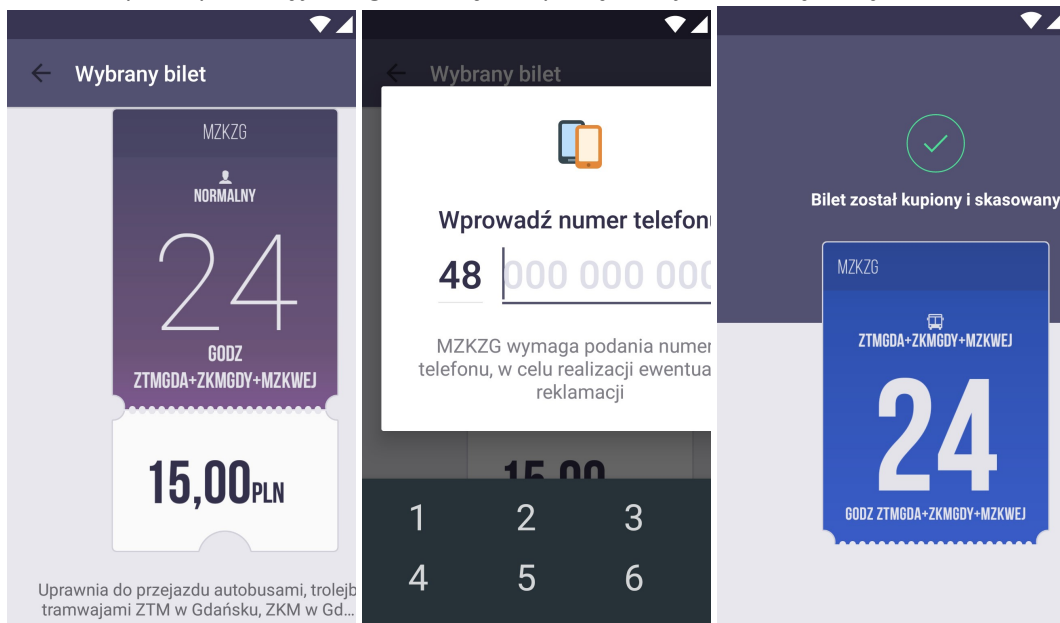 Wybrany bilet
MZKZG
NORMALNY
24
GODZ
ZTMGDA+ZKMGDY+MZKWEJ
15,00PLN
Uprawnia do przejazdu autobusami, trolejb
tramwajami ZTM w Gdańsku, ZKM w Gd...
Wybrany bilet
Wprowadź numer telefonu
48 000 000 000
MZKZG wymaga podania numer
telefonu, w celu realizacji ewentua
reklamacji
15,00
1 2 3
4 5 6
Bilet został kupiony i skasowany
MZKZG
ZTMGDA+ZKMGDY+MZKWEJ
24
GODZ ZTMGDA+ZKMGDY+MZKWEJ